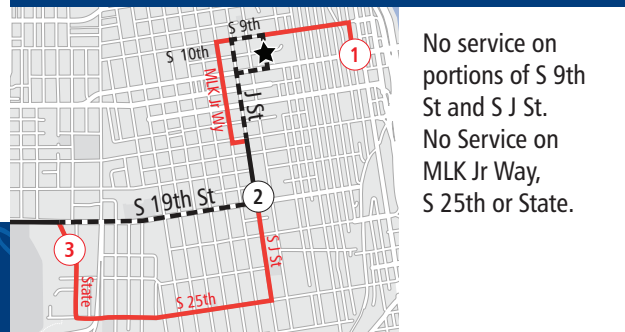 S 9th
S 10th
1
MLK Jr Wy
J St
S 19th St
2
3
S J St
State
S 25th
No service on
portions of S 9th
St and S J St.
No Service on
MLK Jr Way,
S 25th or State.